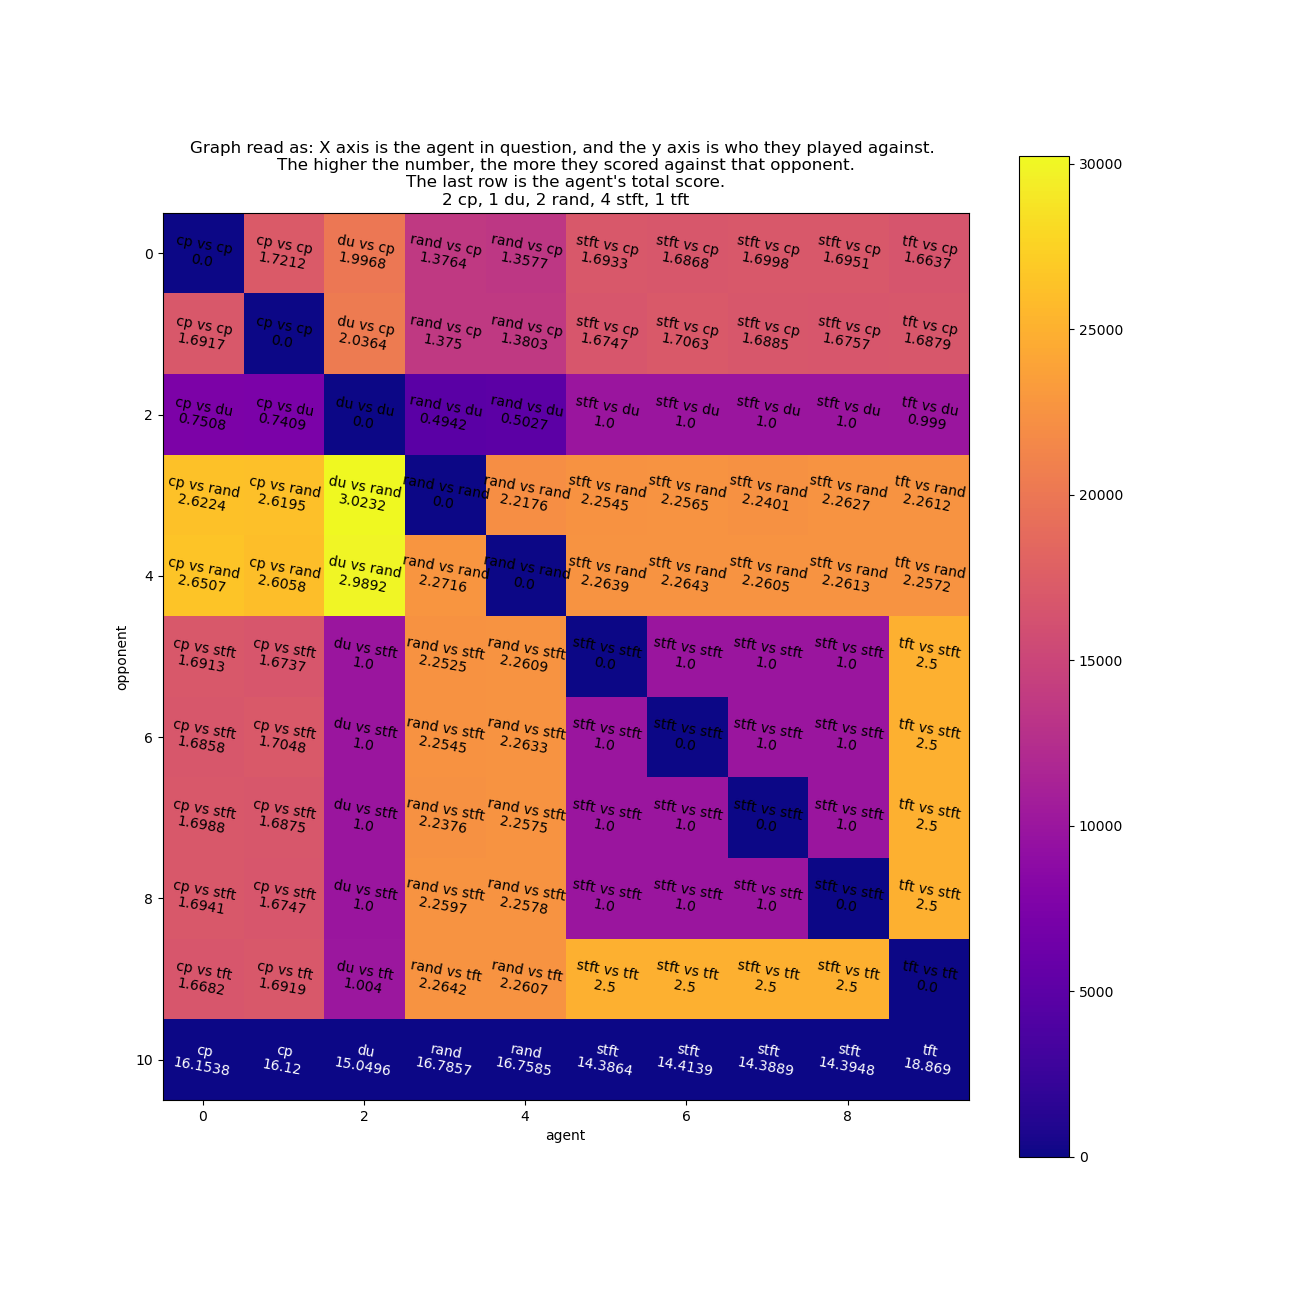 Graph read as: X axis is the agent in question, and the y axis is who they played against.
The higher the number, the more they scored against that opponent.
The last row is the agent's total score.
2 cp, 1 du, 2 rand, 4 stft, 1 tft
0
cp vs cp
0.0
cp vs cp
1.7212
du vs cp
1.9968
rand vs cp
1.3764
rand vs cp
1.3577
stft vs cp
1.6933
stft vs cp
1.6868
stft vs cp
1.6998
stft vs cp
1.6951
tft vs cp
1.6637
cp vs cp
1.6917
cp vs cp
0.0
du vs cp
2.0364
rand vs cp
1.375
rand vs cp
1.3803
stft vs cp
1.6747
stft vs cp
1.7063
stft vs cp
1.6885
stft vs cp
1.6757
tft vs cp
1.6879
2
cp vs du
0.7508
cp vs du
0.7409
du vs du
0.0
rand vs du
0.4942
rand vs du
0.5027
stft vs du
1.0
stft vs du
1.0
stft vs du
1.0
stft vs du
1.0
tft vs du
0.999
cp vs rand
2.6224
cp vs rand
2.6195
du vs rand
3.0232
rand vs rand
0.0
rand vs rand
2.2176
stft vs rand
2.2545
stft vs rand
2.2565
stft vs rand
2.2401
stft vs rand
2.2627
tft vs rand
2.2612
4
cp vs rand
2.6507
cp vs rand
2.6058
du vs rand
2.9892
rand vs rand
2.2716
rand vs rand
0.0
stft vs rand
2.2639
stft vs rand
2.2643
stft vs rand
2.2605
stft vs rand
2.2613
tft vs rand
2.2572
cp vs stft
1.6913
cp vs stft
1.6737
du vs stft
1.0
rand vs stft
2.2525
rand vs stft
2.2609
stft vs stft
0.0
stft vs stft
1.0
stft vs stft
1.0
stft vs stft
1.0
tft vs stft
2.5
6
cp vs stft
1.6858
cp vs stft
1.7048
du vs stft
1.0
rand vs stft
2.2545
rand vs stft
2.2633
stft vs stft
1.0
stft vs stft
0.0
stft vs stft
1.0
stft vs stft
1.0
tft vs stft
2.5
cp vs stft
1.6988
cp vs stft
1.6875
du vs stft
1.0
rand vs stft
2.2376
rand vs stft
2.2575
stft vs stft
1.0
stft vs stft
1.0
stft vs stft
0.0
stft vs stft
1.0
tft vs stft
2.5
8
cp vs stft
1.6941
cp vs stft
1.6747
du vs stft
1.0
rand vs stft
2.2597
rand vs stft
2.2578
stft vs stft
1.0
stft vs stft
1.0
stft vs stft
1.0
stft vs stft
0.0
tft vs stft
2.5
cp vs tft
1.6682
cp vs tft
1.6919
du vs tft
1.004
rand vs tft
2.2642
rand vs tft
2.2607
stft vs tft
2.5
stft vs tft
2.5
stft vs tft
2.5
stft vs tft
2.5
tft vs tft
0.0
10
cp
16.1538
cp
16.12
du
15.0496
rand
16.7857
rand
16.7585
stft
14.3864
stft
14.4139
stft
14.3889
stft
14.3948
tft
18.869
0
2
4
6
8
agent
opponent
30000
25000
20000
15000
10000
5000
0